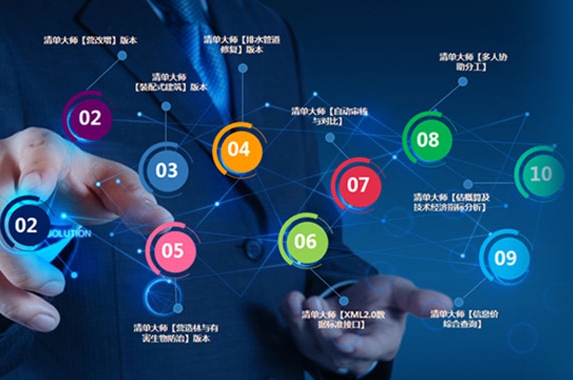 清单大师【营改增】版本
清单大师【排水管道
修复】版本
清单大师【多人协
助分工】
清单大师
【装配式建筑】版本
清单大师【自动审核
与对比】
02
03
04
08
07
10
清单大师【估概算及
技术经济指标分析】
02
OLUTION
05
06
09
清单大师【营造林与有
害生物防治】版本
清单大师【XML2.0数
据标准接口】
清单大师【信息价
综合查询】